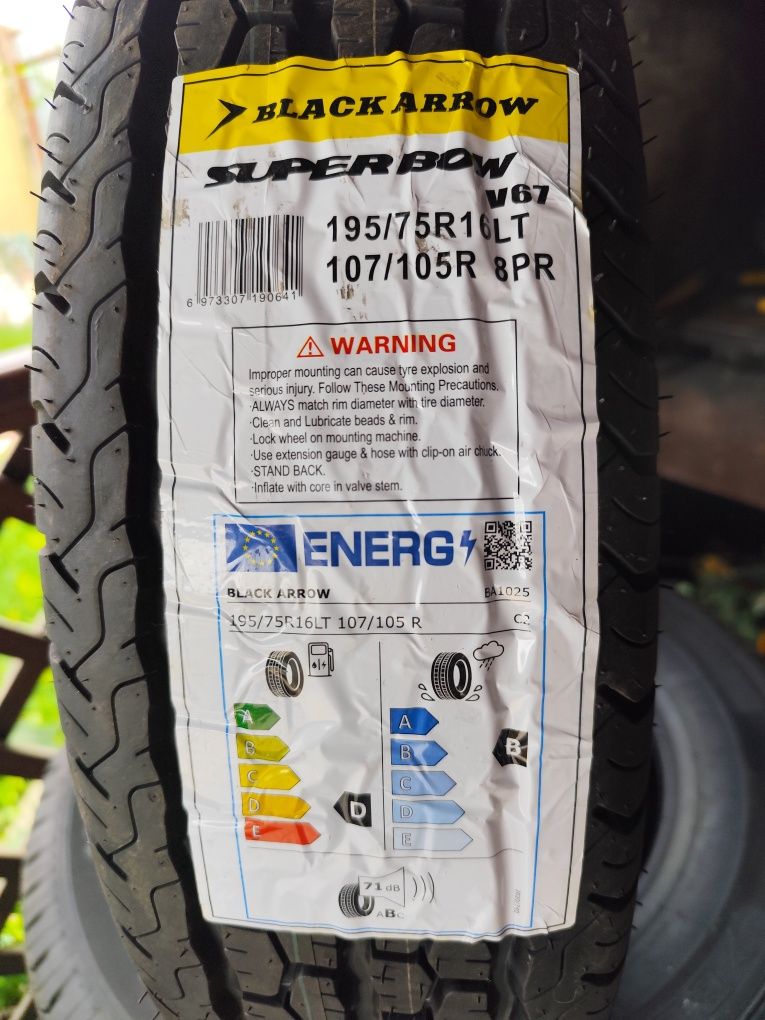 BLACK ARROW
SUPERBOW
V67
195/75R16LT
107/105R 8PR
6 973307 190641
WARNING
Improper mounting can cause tyre explosion and
serious injury. Follow These Mounting Precautions.
·ALWAYS match rim diameter with tire diameter.
·Clean and Lubricate beads & rim.
·Lock wheel on mounting machine.
·Use extension gauge & hose with clip-on air chuck.
·STAND BACK.
·Inflate with core in valve stem.
ENERG
BLACK ARROW BA1025
195/75R16LT 107/105 R C2
A A
B B B
C C
D D D
E E
71 dB
ABC